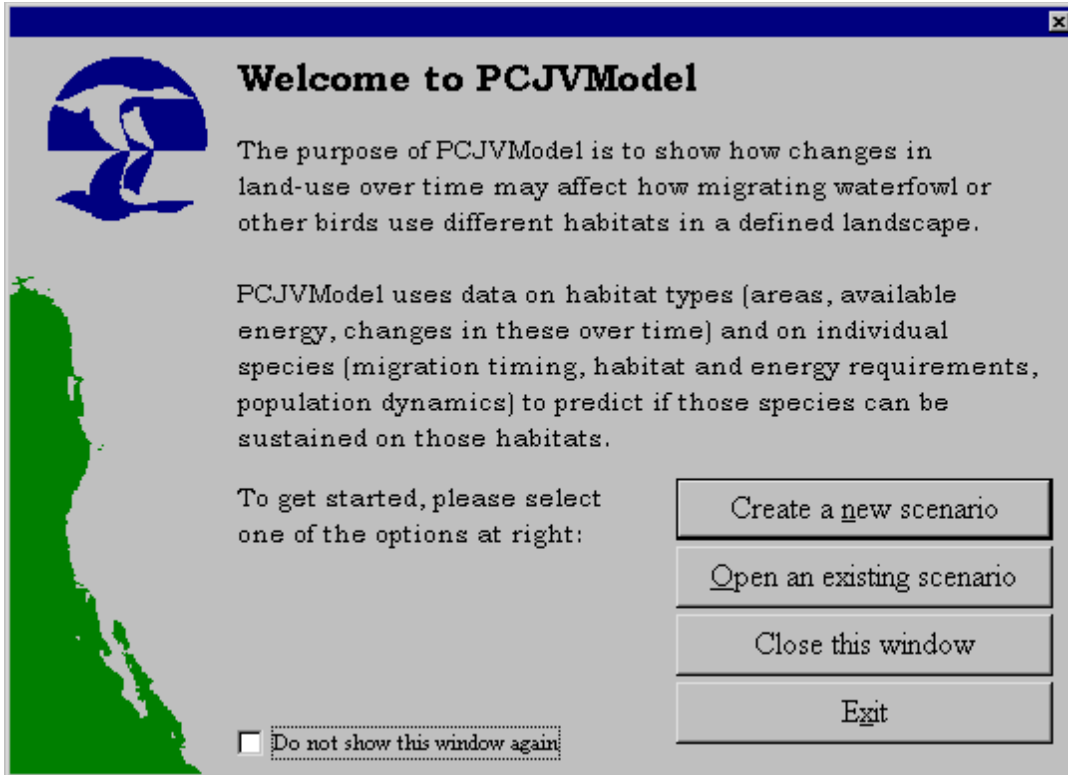 Welcome to PCJVModel
The purpose of PCJVModel is to show how changes in
land-use over time may affect how migrating waterfowl or
other birds use different habitats in a defined landscape.
PCJVModel uses data on habitat types (areas, available
energy, changes in these over time) and on individual
species (migration timing, habitat and energy requirements,
population dynamics) to predict if those species can be
sustained on those habitats.
To get started, please select
one of the options at right:
Create a new scenario
Open an existing scenario
Close this window
Exit
Do not show this window again